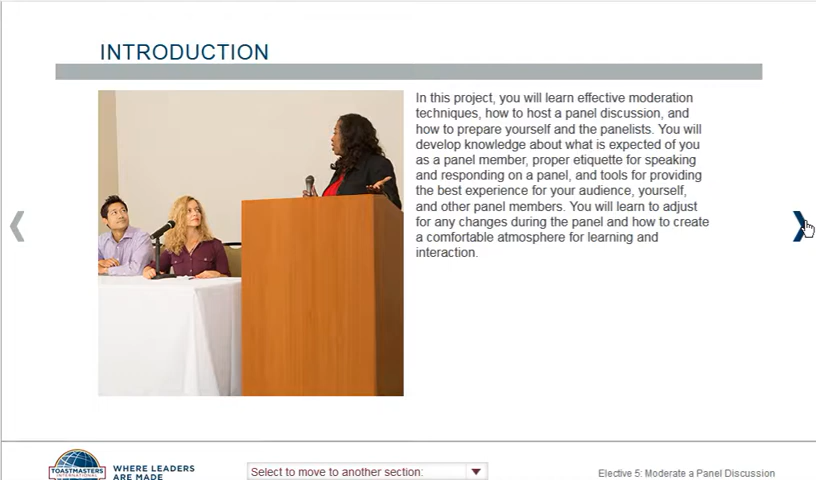 INTRODUCTION
In this project, you will learn effective moderation
techniques, how to host a panel discussion, and
how to prepare yourself and the panelists. You will
develop knowledge about what is expected of you
as a panel member, proper etiquette for speaking
and responding on a panel, and tools for providing
the best experience for your audience, yourself,
and other panel members. You will learn to adjust
for any changes during the panel and how to create
a comfortable atmosphere for learning and
interaction.
TOASTMASTERS
INTERNATIONAL
WHERE LEADERS
ARE MADE
Select to move to another section:
Elective 5: Moderate a Panel Discussion